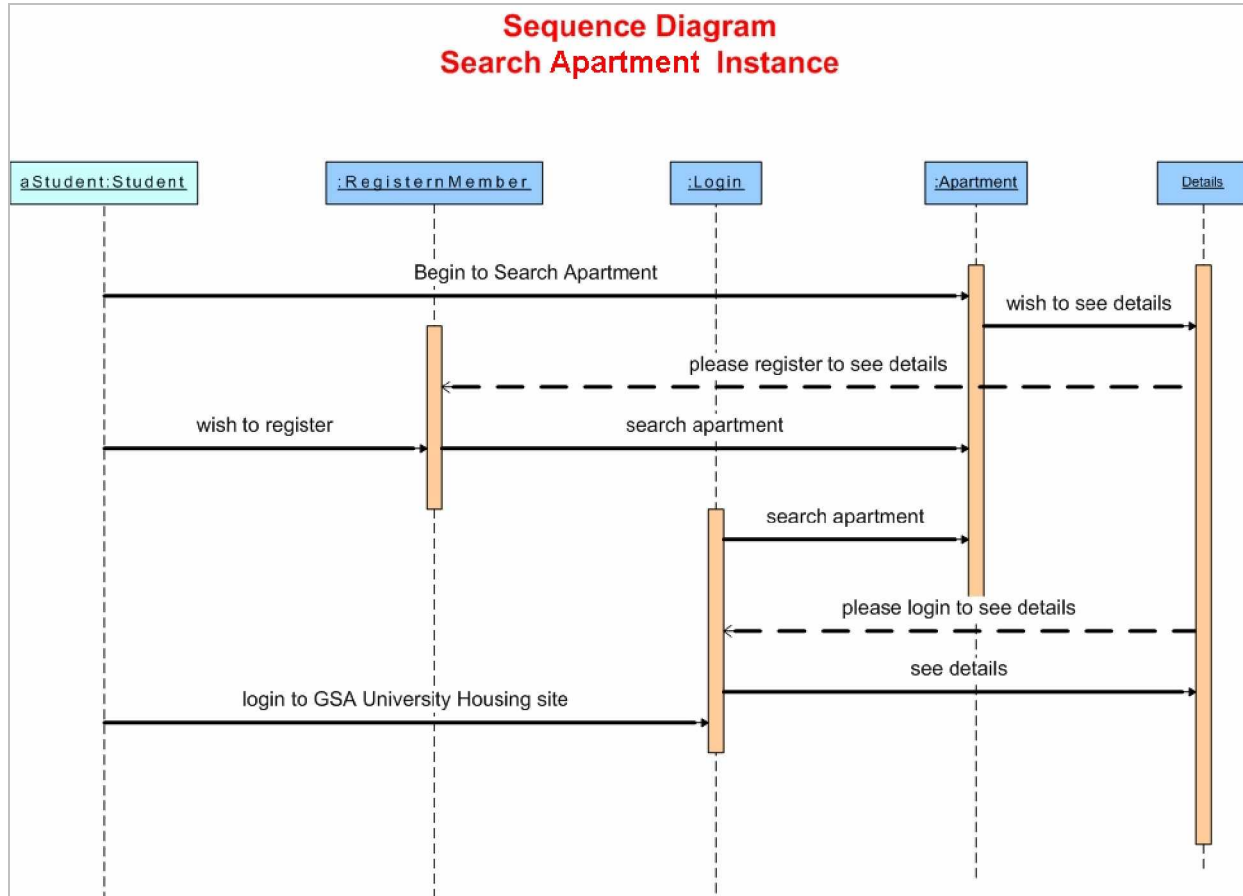 Sequence Diagram
Search Apartment Instance
aStudent:Student
:RegisternMember
:Login
:Apartment
Details
Begin to Search Apartment
wish to see details
please register to see details
wish to register
search apartment
search apartment
please login to see details
see details
login to GSA University Housing site